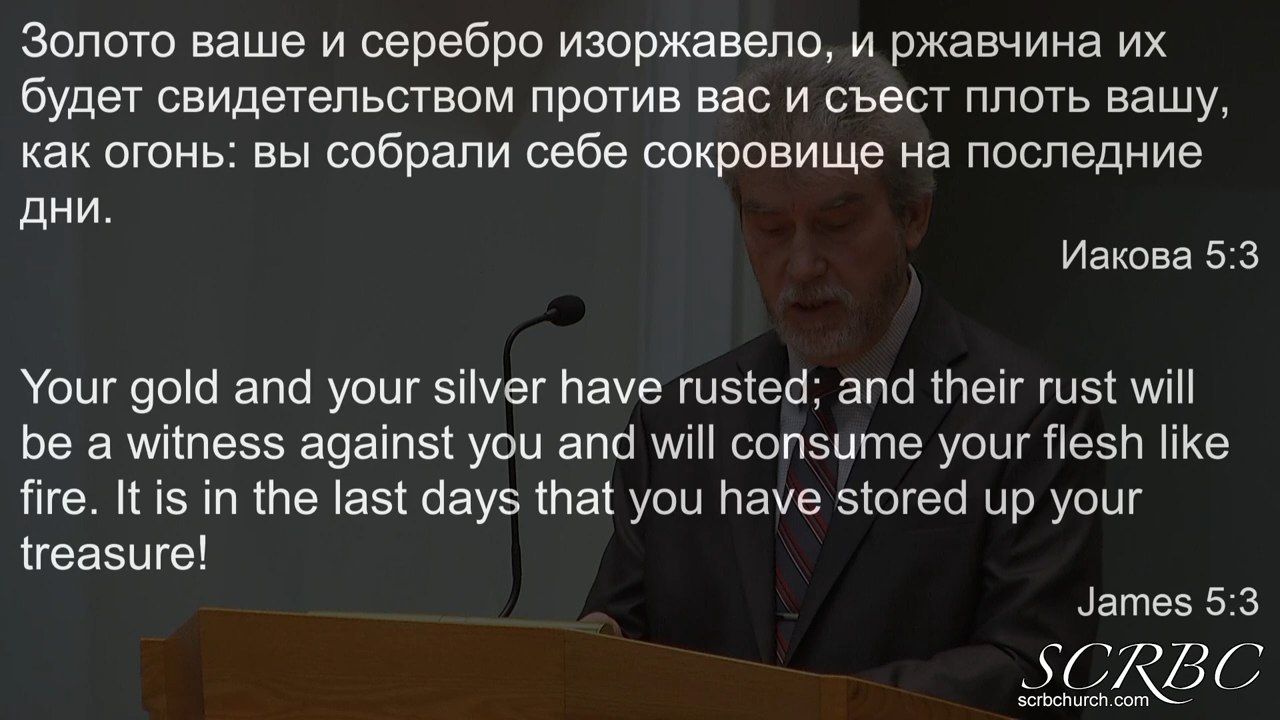 Золото ваше и серебро изоржавело, и ржавчина их
будет свидетельством против вас и съест плоть вашу,
как огонь: вы собрали себе сокровище на последние
дни.
Иакова 5:3
Your gold and your silver have rusted; and their rust will
be a witness against you and will consume your flesh like
fire. It is in the last days that you have stored up your
treasure!
James 5:3
SCRBC
scrbchurch.com